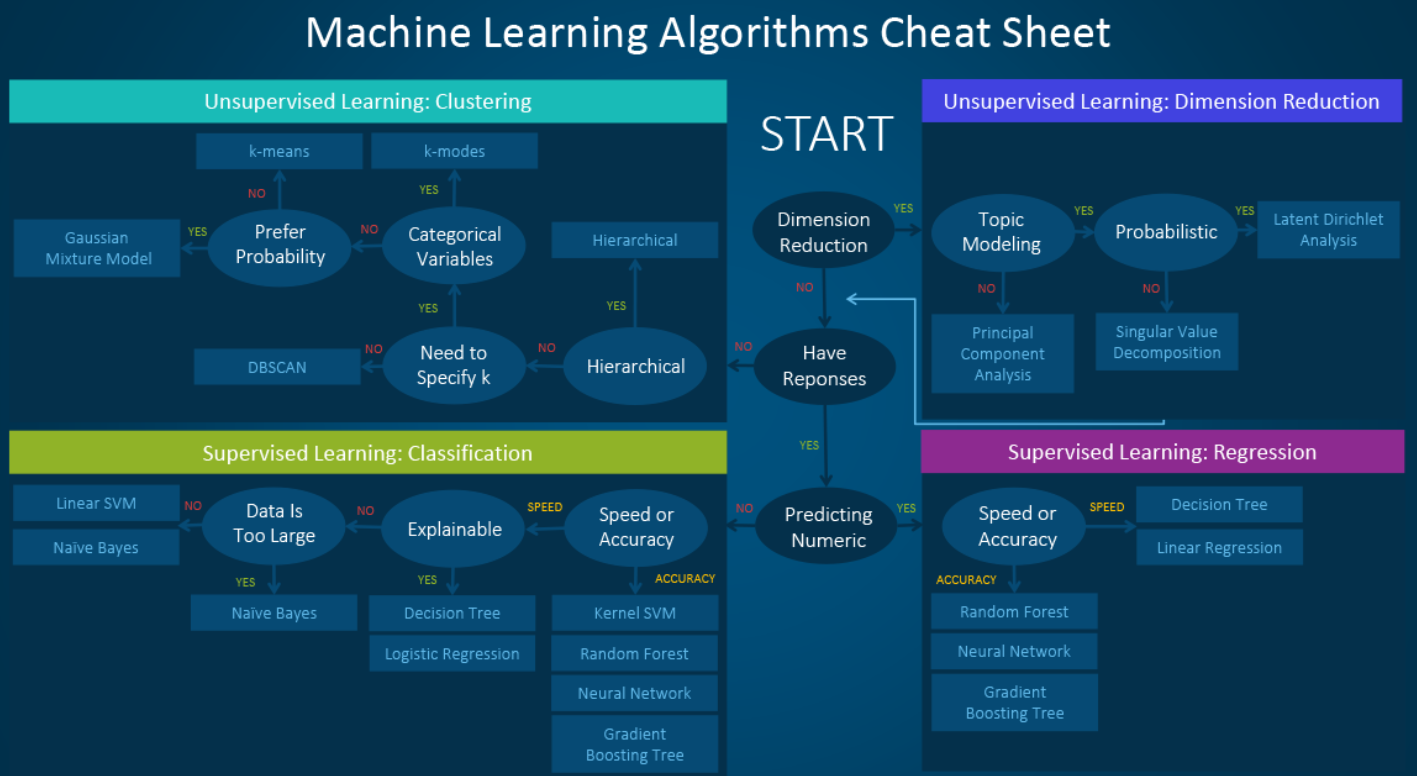 Machine Learning Algorithms Cheat Sheet
Unsupervised Learning: Clustering
k-means
k-modes
NO
YES
Gaussian
Mixture Model
YES
Prefer
Probability
NO
Categorical
Variables
Hierarchical
YES
YES
DBSCAN
NO
Need to
Specify k
NO
Hierarchical
START
Dimension
Reduction
YES
NO
NO
Have
Reponses
YES
NO
Predicting
Numeric
YES
Unsupervised Learning: Dimension Reduction
Topic
Modeling
YES
Probabilistic
YES
Latent Dirichlet
Analysis
NO
NO
Principal
Component
Analysis
Singular Value
Decomposition
Supervised Learning: Classification
Linear SVM
Naïve Bayes
NO
Data Is
Too Large
NO
Explainable
SPEED
Speed or
Accuracy
YES
YES
ACCURACY
Naïve Bayes
Decision Tree
Logistic Regression
Kernel SVM
Random Forest
Neural Network
Gradient
Boosting Tree
Supervised Learning: Regression
Speed or
Accuracy
SPEED
Decision Tree
Linear Regression
ACCURACY
Random Forest
Neural Network
Gradient
Boosting Tree